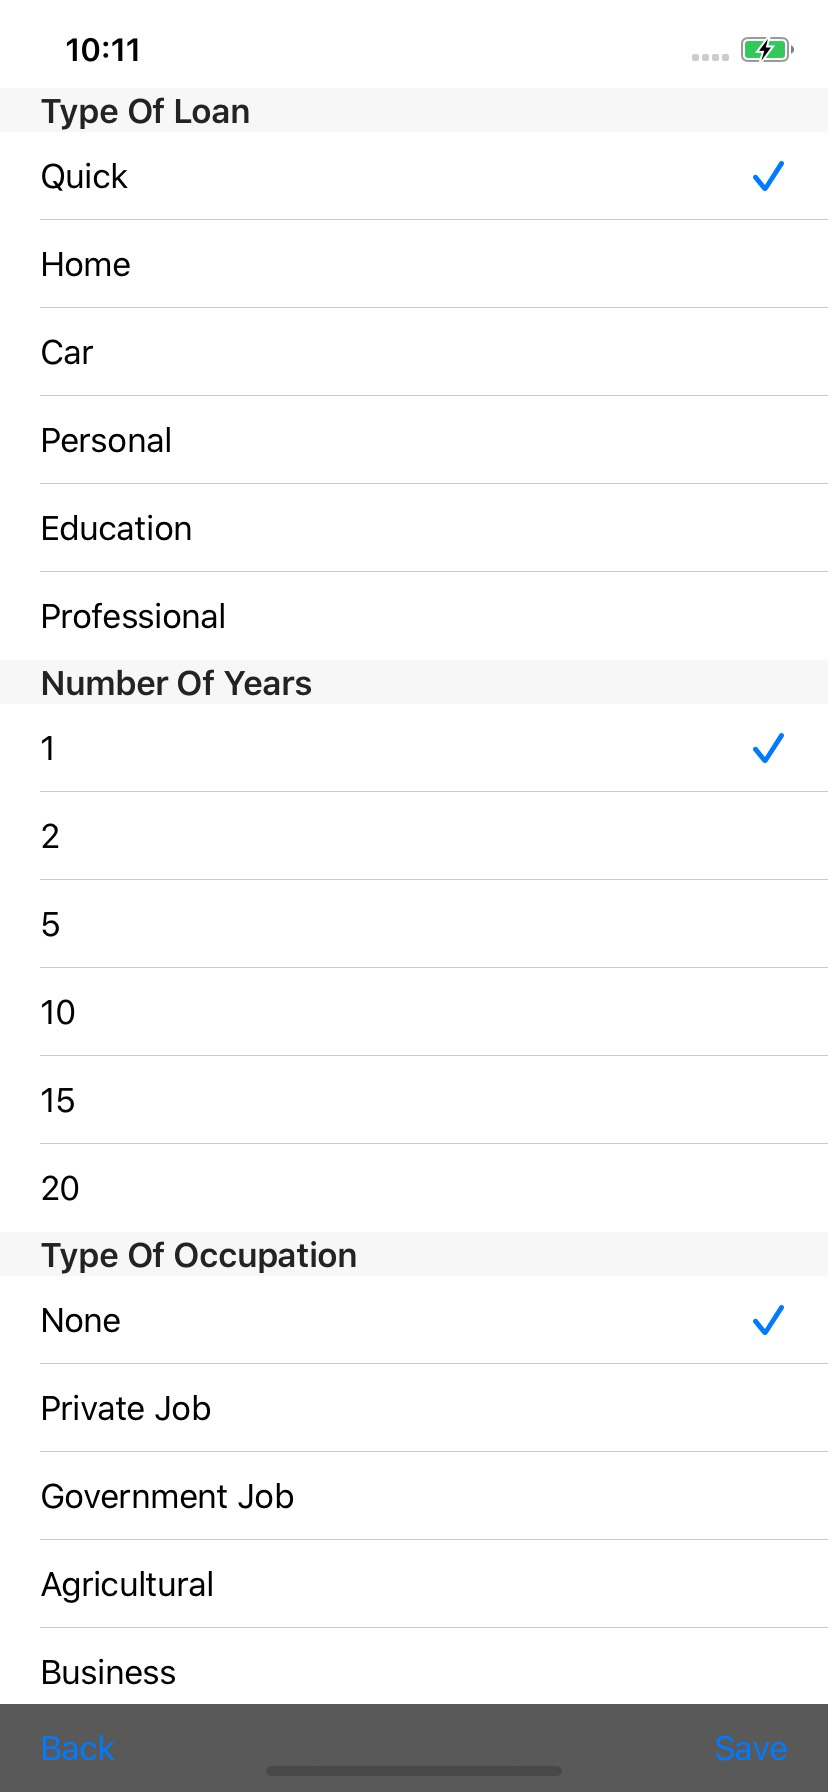 10:11
Type Of Loan
Quick
Home
Car
Personal
Education
Professional
Number Of Years
1
2
5
10
15
20
Type Of Occupation
None
Private Job
Government Job
Agricultural
Business
Back Save